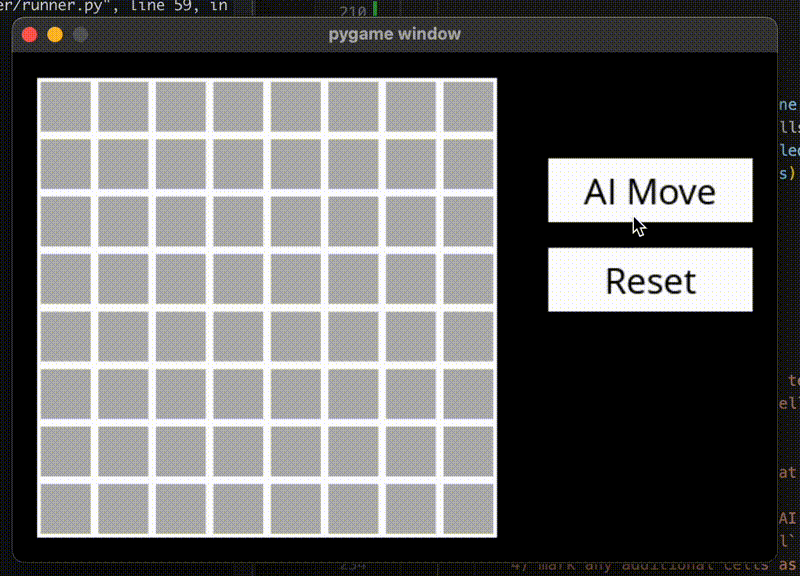 er/runner.py", line 59, in
210
pygame window
ne
lls
led
s)
AI Move
Reset
te
at
AI
l`
234
4) mark any additional cells as